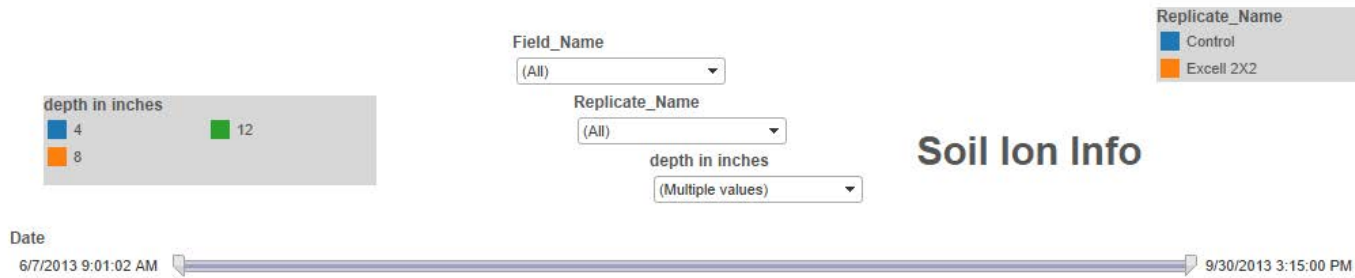 Replicate_Name
Control
Excell 2X2
Field_Name
(All)
depth in inches
4
12
8
Replicate_Name
(All)
Soil Ion Info
depth in inches
(Multiple values)
Date
6/7/2013 9:01:02 AM
9/30/2013 3:15:00 PM